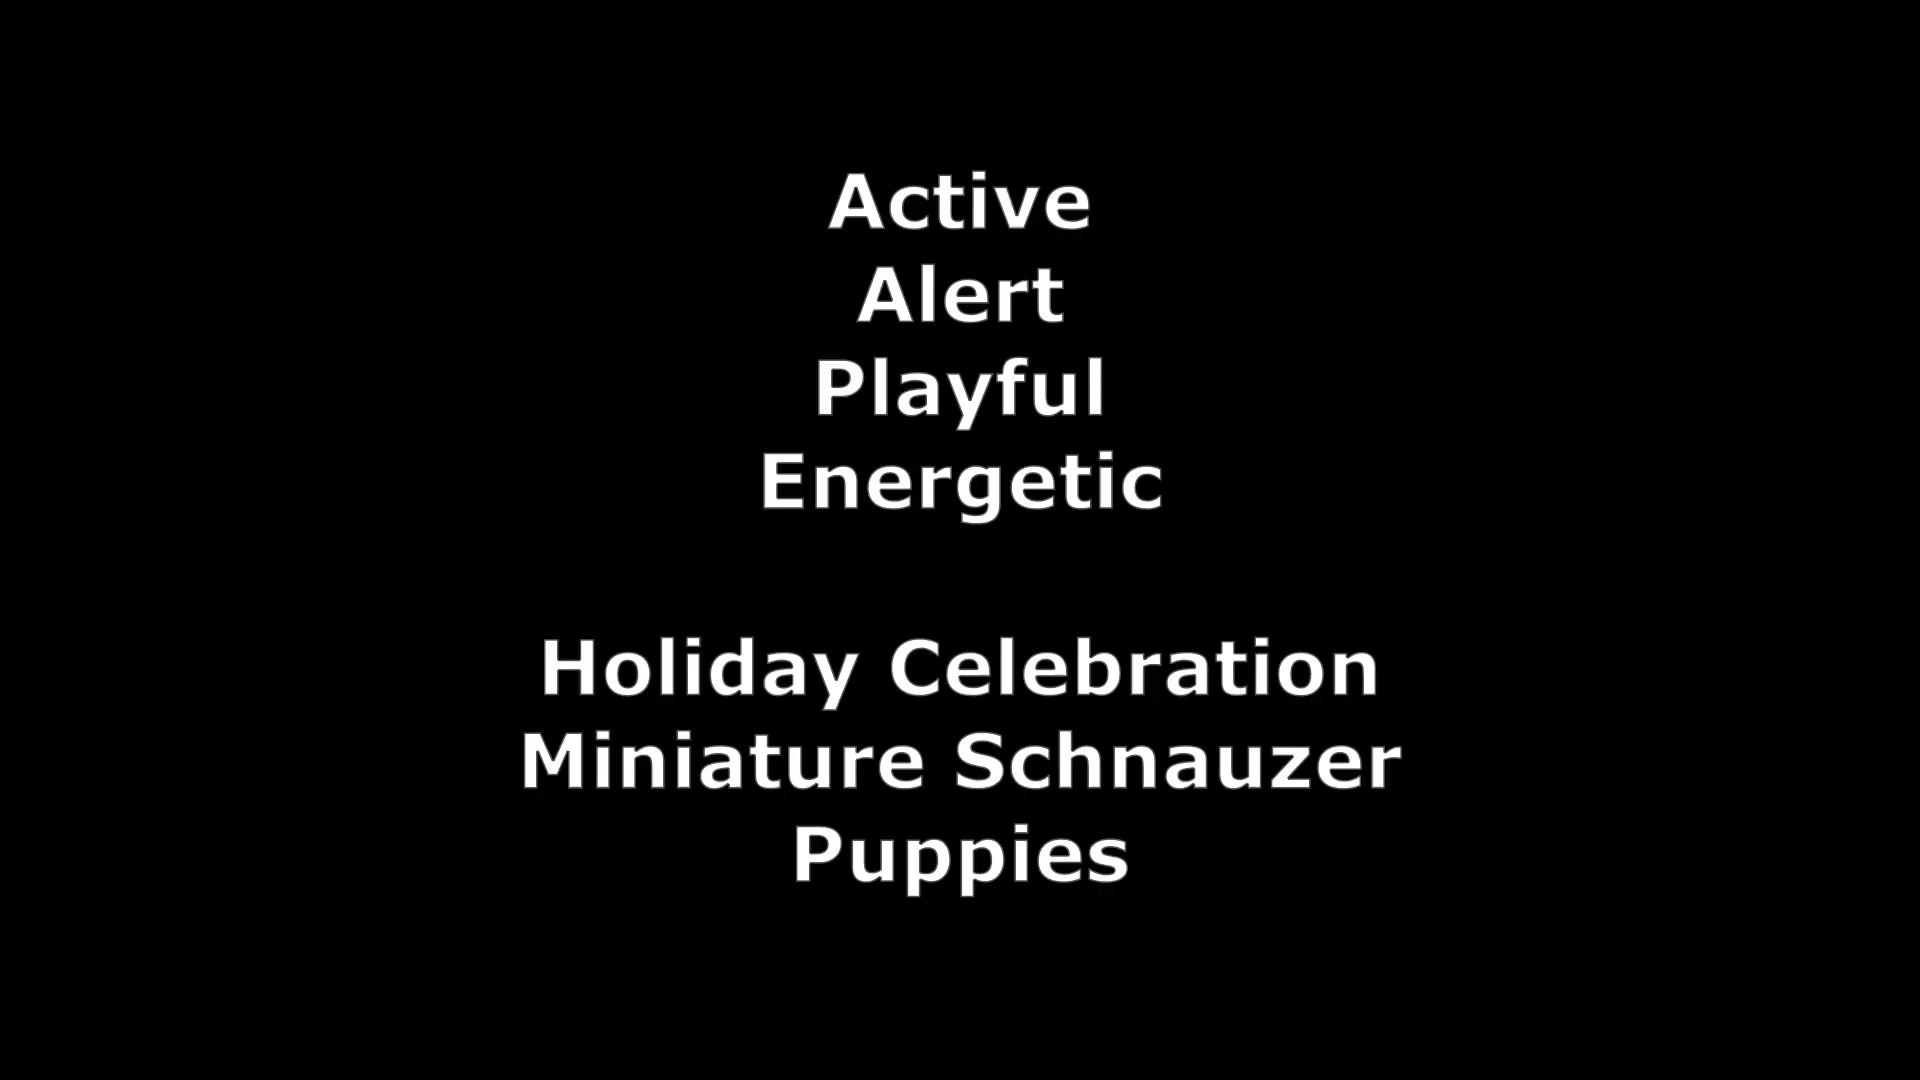 Active
Alert
Playful
Energetic
Holiday Celebration
Miniature Schnauzer
Puppies